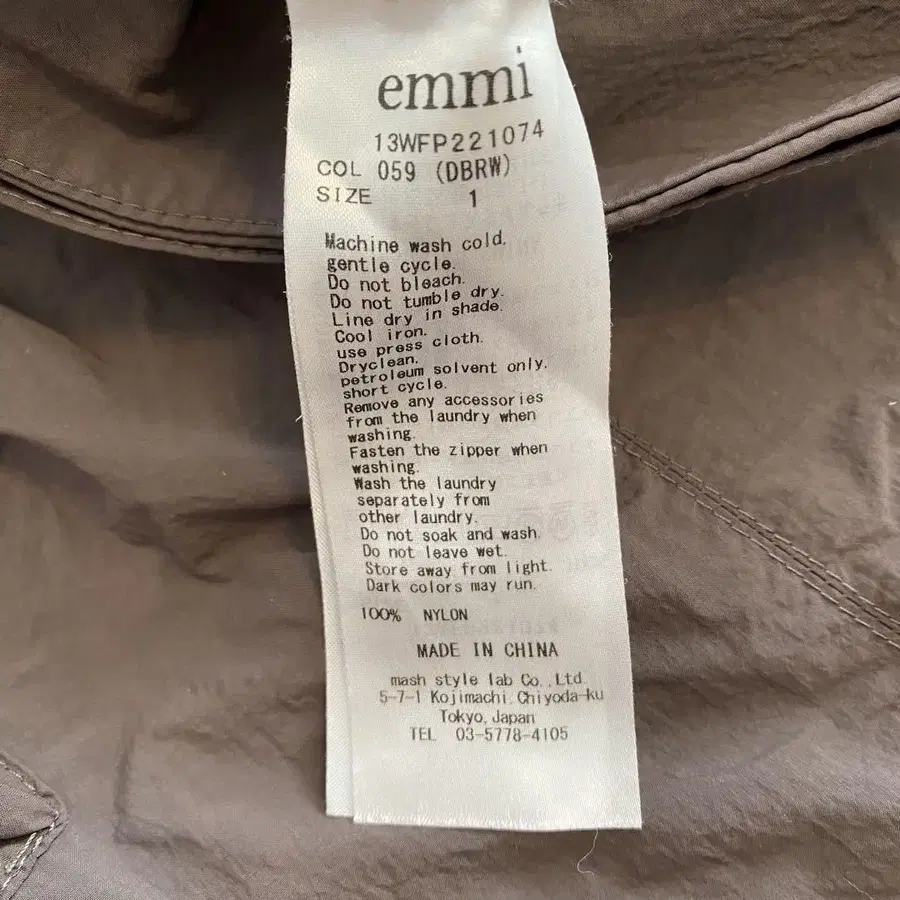 emmi
13WFP221074
COL 059 (DBRW)
SIZE 1
Machine wash cold,
gentle cycle.
Do not bleach.
Do not tumble dry.
Line dry in shade.
Cool iron.
use press cloth.
Dryclean.
petroleum solvent only.
short cycle.
Remove any accessories
from the laundry when
washing.
Fasten the zipper when
washing.
Wash the laundry
separately from
other laundry.
Do not soak and wash.
Do not leave wet.
Store away from light.
Dark colors may run.
100% NYLON
MADE IN CHINA
mash style lab Co.,Ltd.
5-7-1 Kojimachi.Chiyoda-ku
Tokyo, Japan
TEL 03-5778-4105